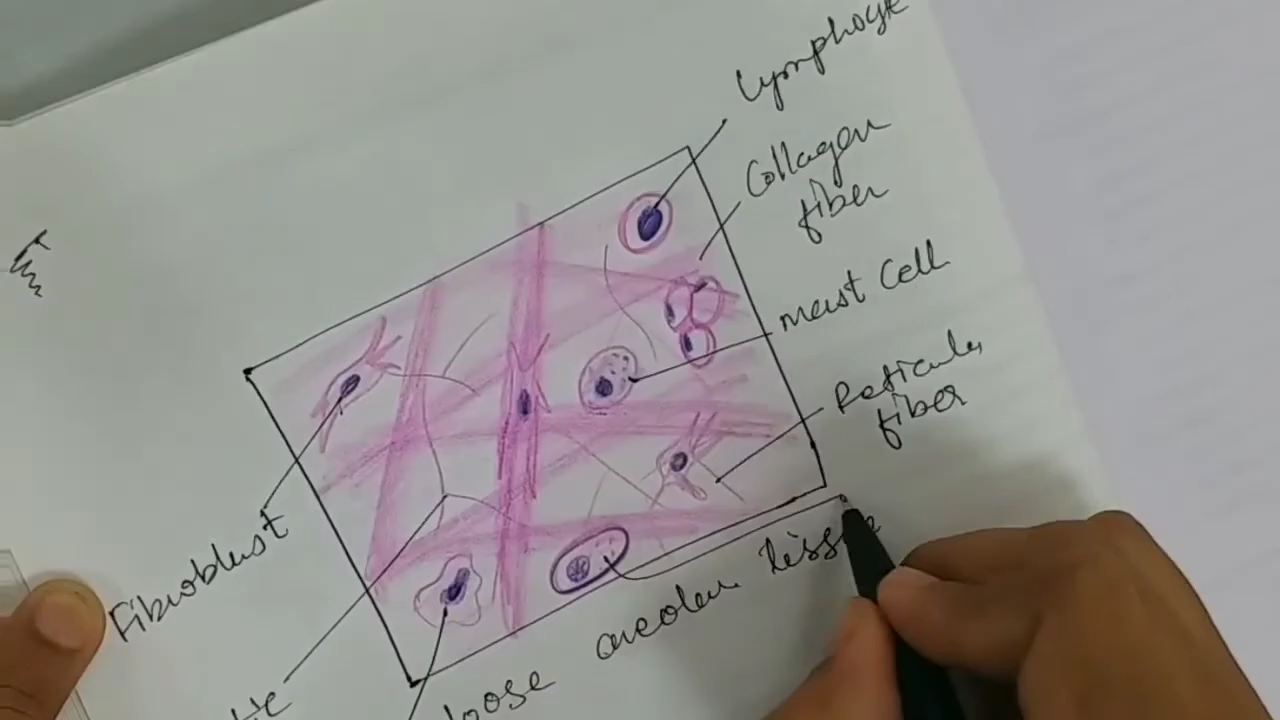 Lymphocyte
Collagen
fiber
mast Cell
Reticular
fiber
Fibroblast
loose areolar tissue